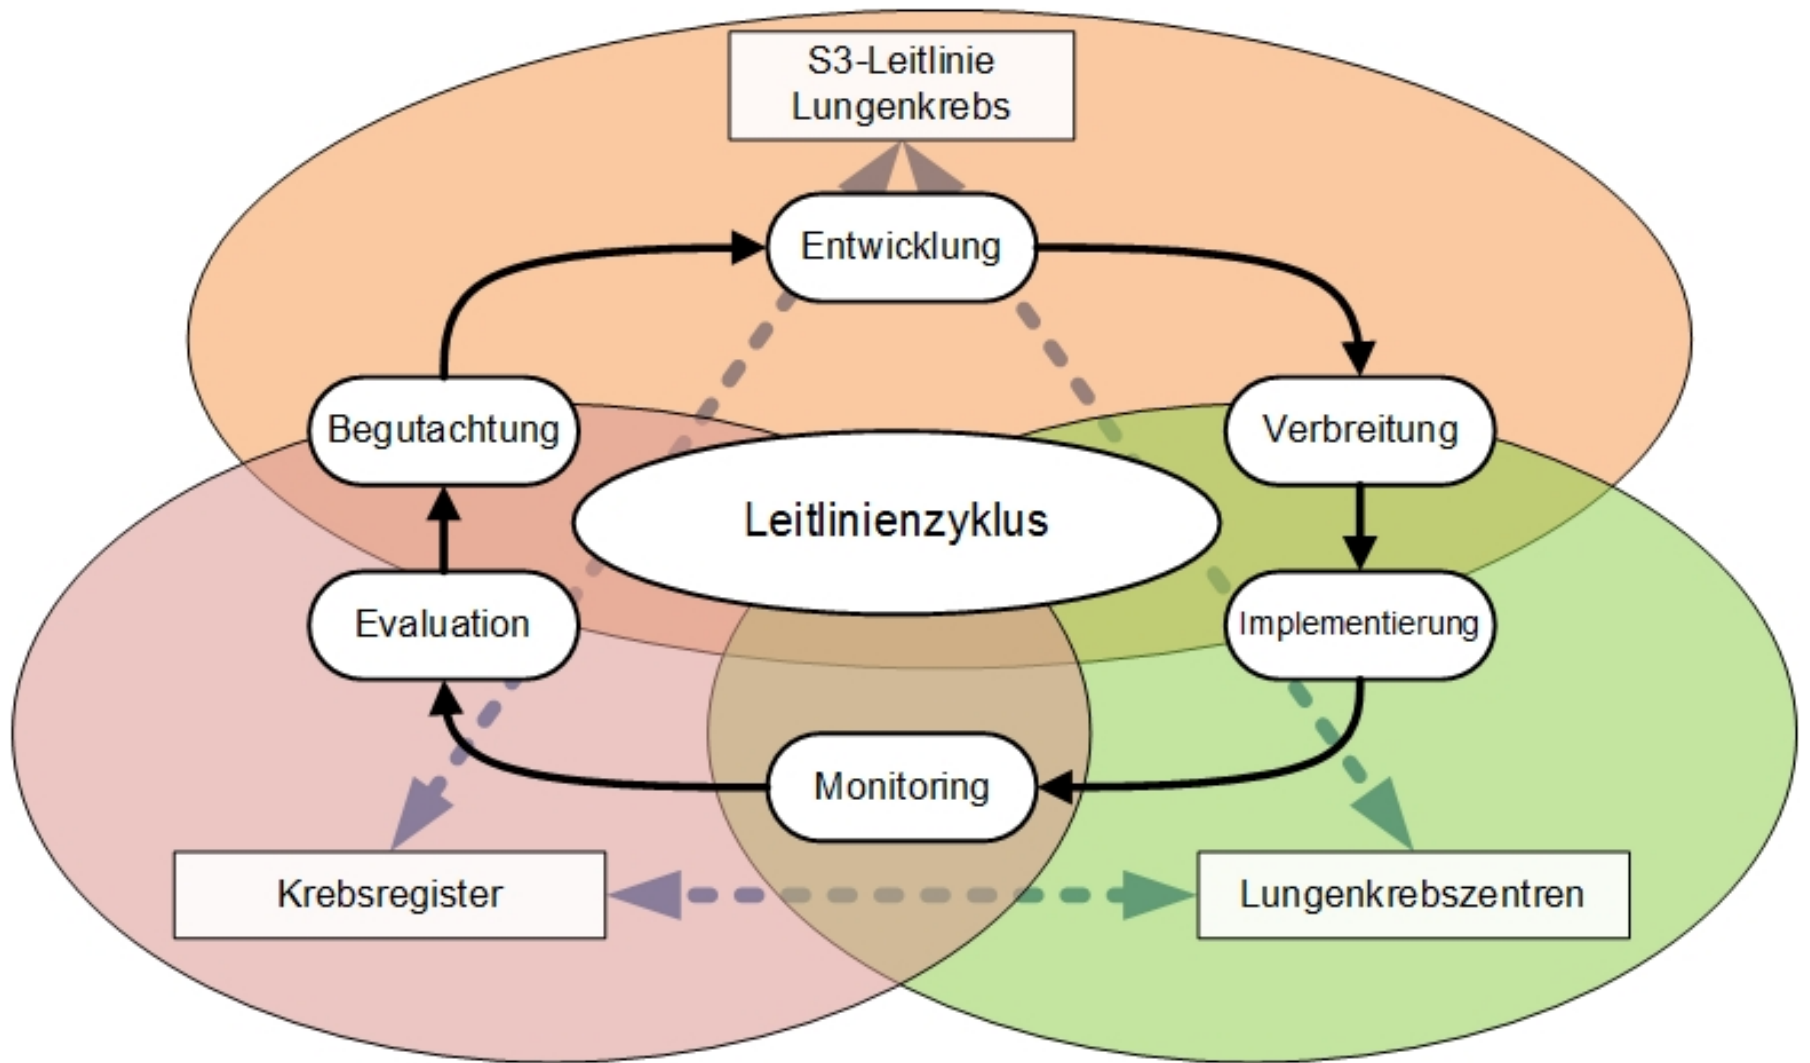 S3-Leitlinie
Lungenkrebs
Entwicklung
Begutachtung
Verbreitung
Leitlinienzyklus
Evaluation
Implementierung
Monitoring
Krebsregister
Lungenkrebszentren